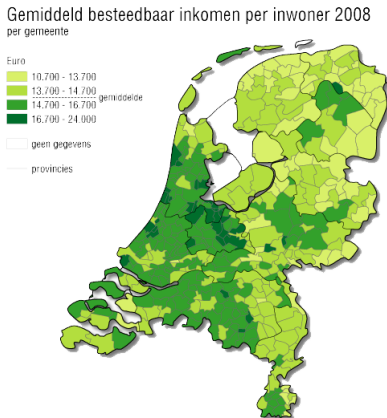 Gemiddeld besteedbaar inkomen per inwoner 2008
per gemeente
Euro
10.700 - 13.700
13.700 - 14.700
gemiddelde
14.700 - 16.700
16.700 - 24.000
geen gegevens
provincies